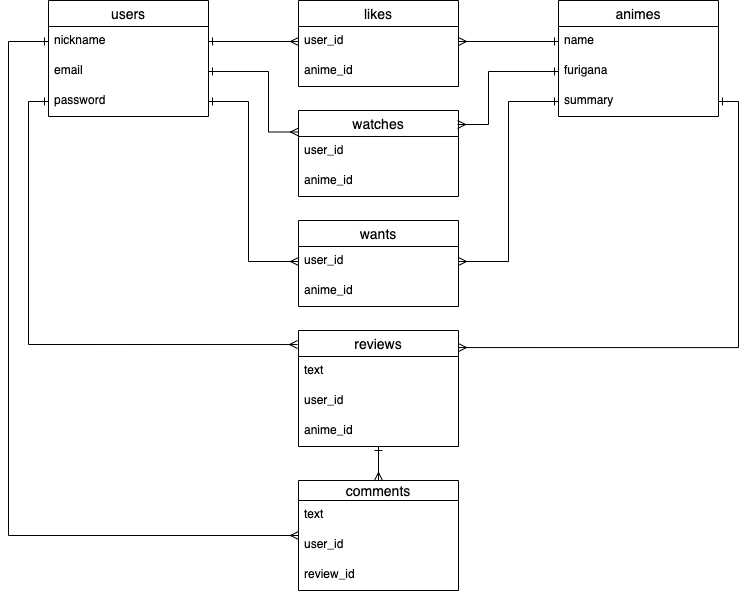 users
nickname
email
password
likes
user_id
anime_id
animes
name
furigana
summary
watches
user_id
anime_id
wants
user_id
anime_id
reviews
text
user_id
anime_id
comments
text
user_id
review_id